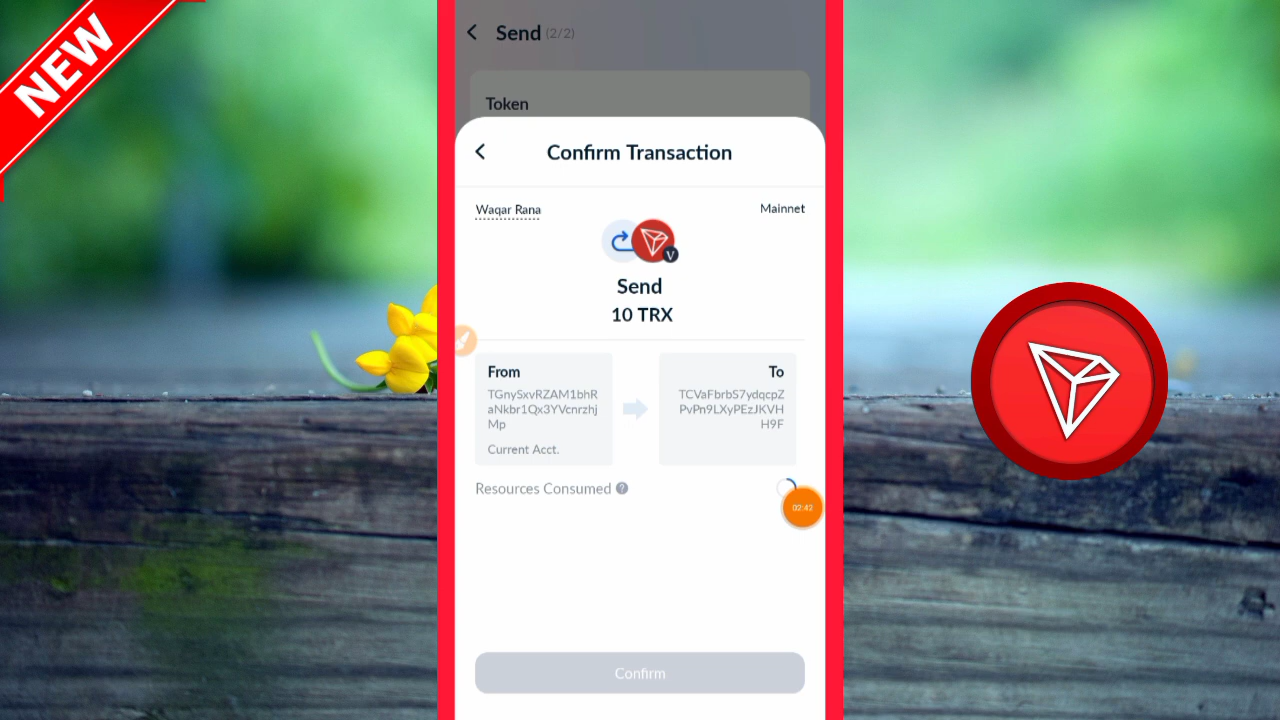 NEW
Send (2/2)
Token
Confirm Transaction
Waqar Rana
Mainnet
V
Send
10 TRX
From
TGnySxvRZAM1bhR
aNkbr1Qx3YVcnrzhj
Mp
Current Acct.
To
TCVaFbrbS7ydqcpZ
PvPn9LXyPEzJKVH
H9F
Resources Consumed ?
02:42
Confirm